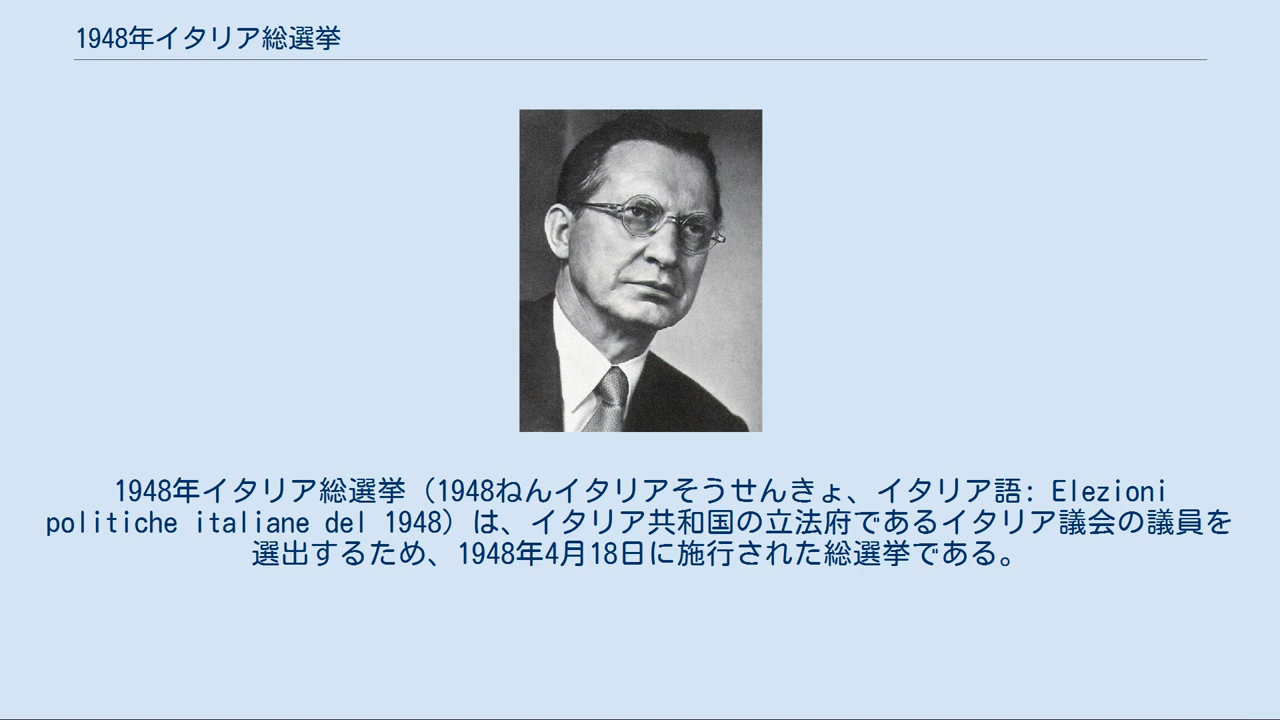 1948年イタリア総選挙
1948年イタリア総選挙（1948ねんイタリアそうせんきょ、イタリア語: Elezioni
politiche italiane del 1948）は、イタリア共和国の立法府であるイタリア議会の議員を
選出するため、1948年4月18日に施行された総選挙である。